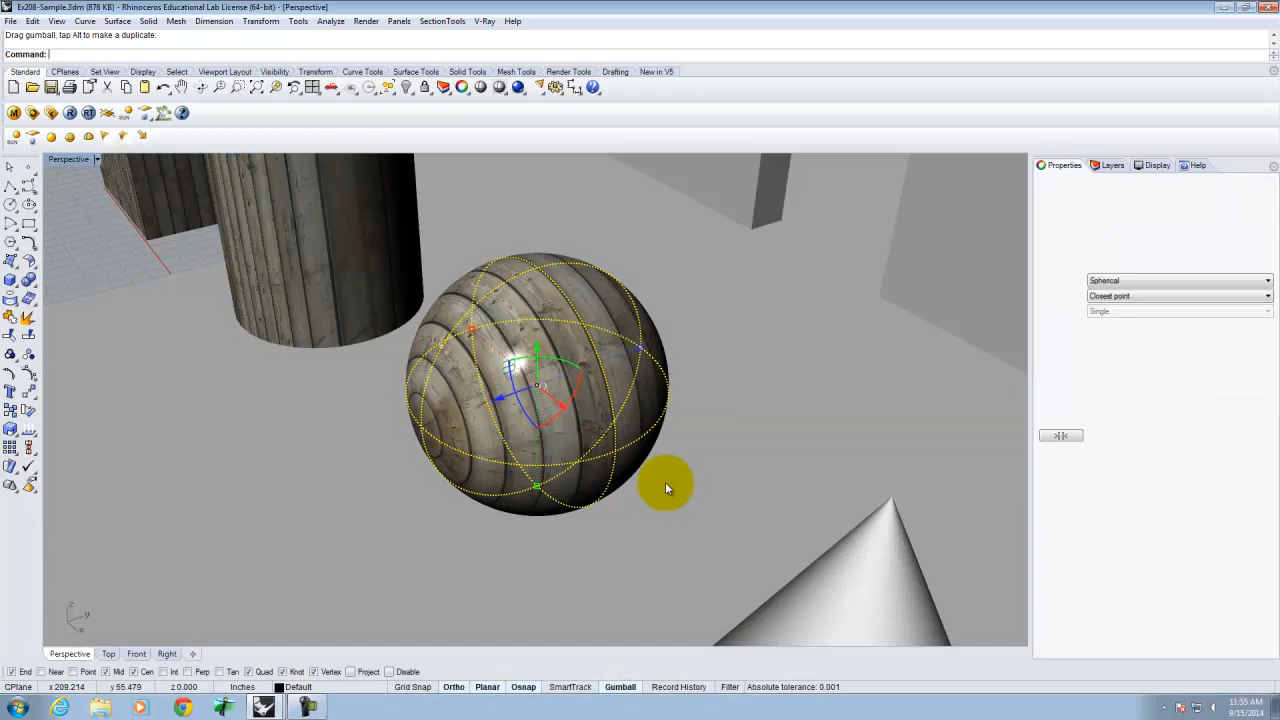 Ex208-Sample.3dm (878 KB) - Rhinoceros Educational Lab License (64-bit) - [Perspective]
File Edit View Curve Surface Solid Mesh Dimension Transform Tools Analyze Render Panels SectionTools V-Ray Help
Drag gumball, tap Alt to make a duplicate:
Command:
Standard CPlanes Set View Display Select Viewport Layout Visibility Transform Curve Tools Surface Tools Solid Tools Mesh Tools Render Tools Drafting New in V5
M R RT SUN
SUN
Perspective
Properties Layers Display Help
Spherical
Closest point
Single
>[]<
z
y
x
Perspective Top Front Right
End Near Point Mid Cen Int Perp Tan Quad Knot Vertex Project Disable
CPlane x 209.214 y 55.479 z 0.000 Inches Default Grid Snap Ortho Planar Osnap SmartTrack Gumball Record History Filter Absolute tolerance: 0.001
11:55 AM
9/15/2014